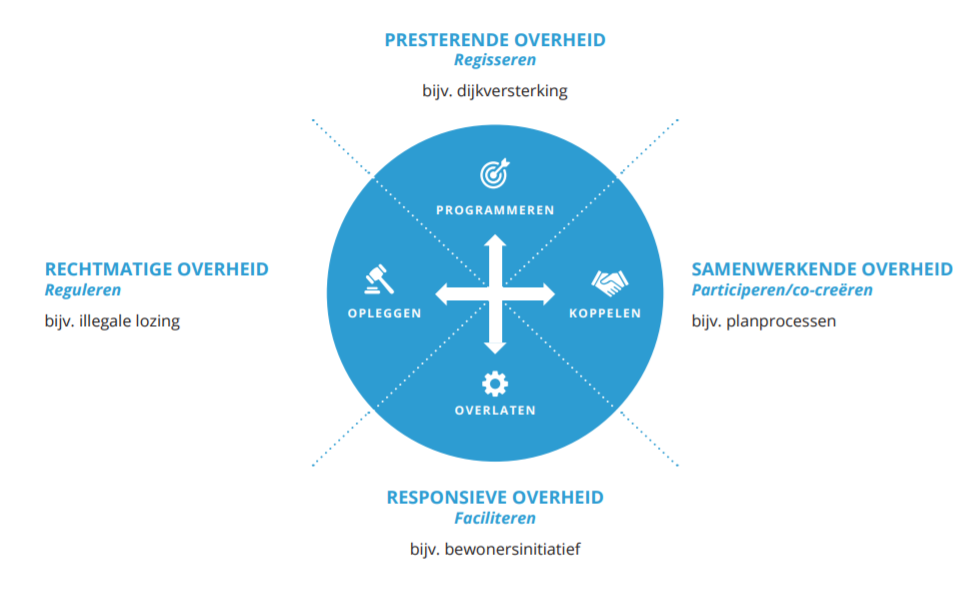 PRESTERENDE OVERHEID
Regisseren
bijv. dijkversterking
PROGRAMMEREN
RECHTMATIGE OVERHEID
Reguleren
bijv. illegale lozing
OPLEGGEN
KOPPELEN
SAMENWERKENDE OVERHEID
Participeren/co-creëren
bijv. planprocessen
OVERLATEN
RESPONSIEVE OVERHEID
Faciliteren
bijv. bewonersinitiatief